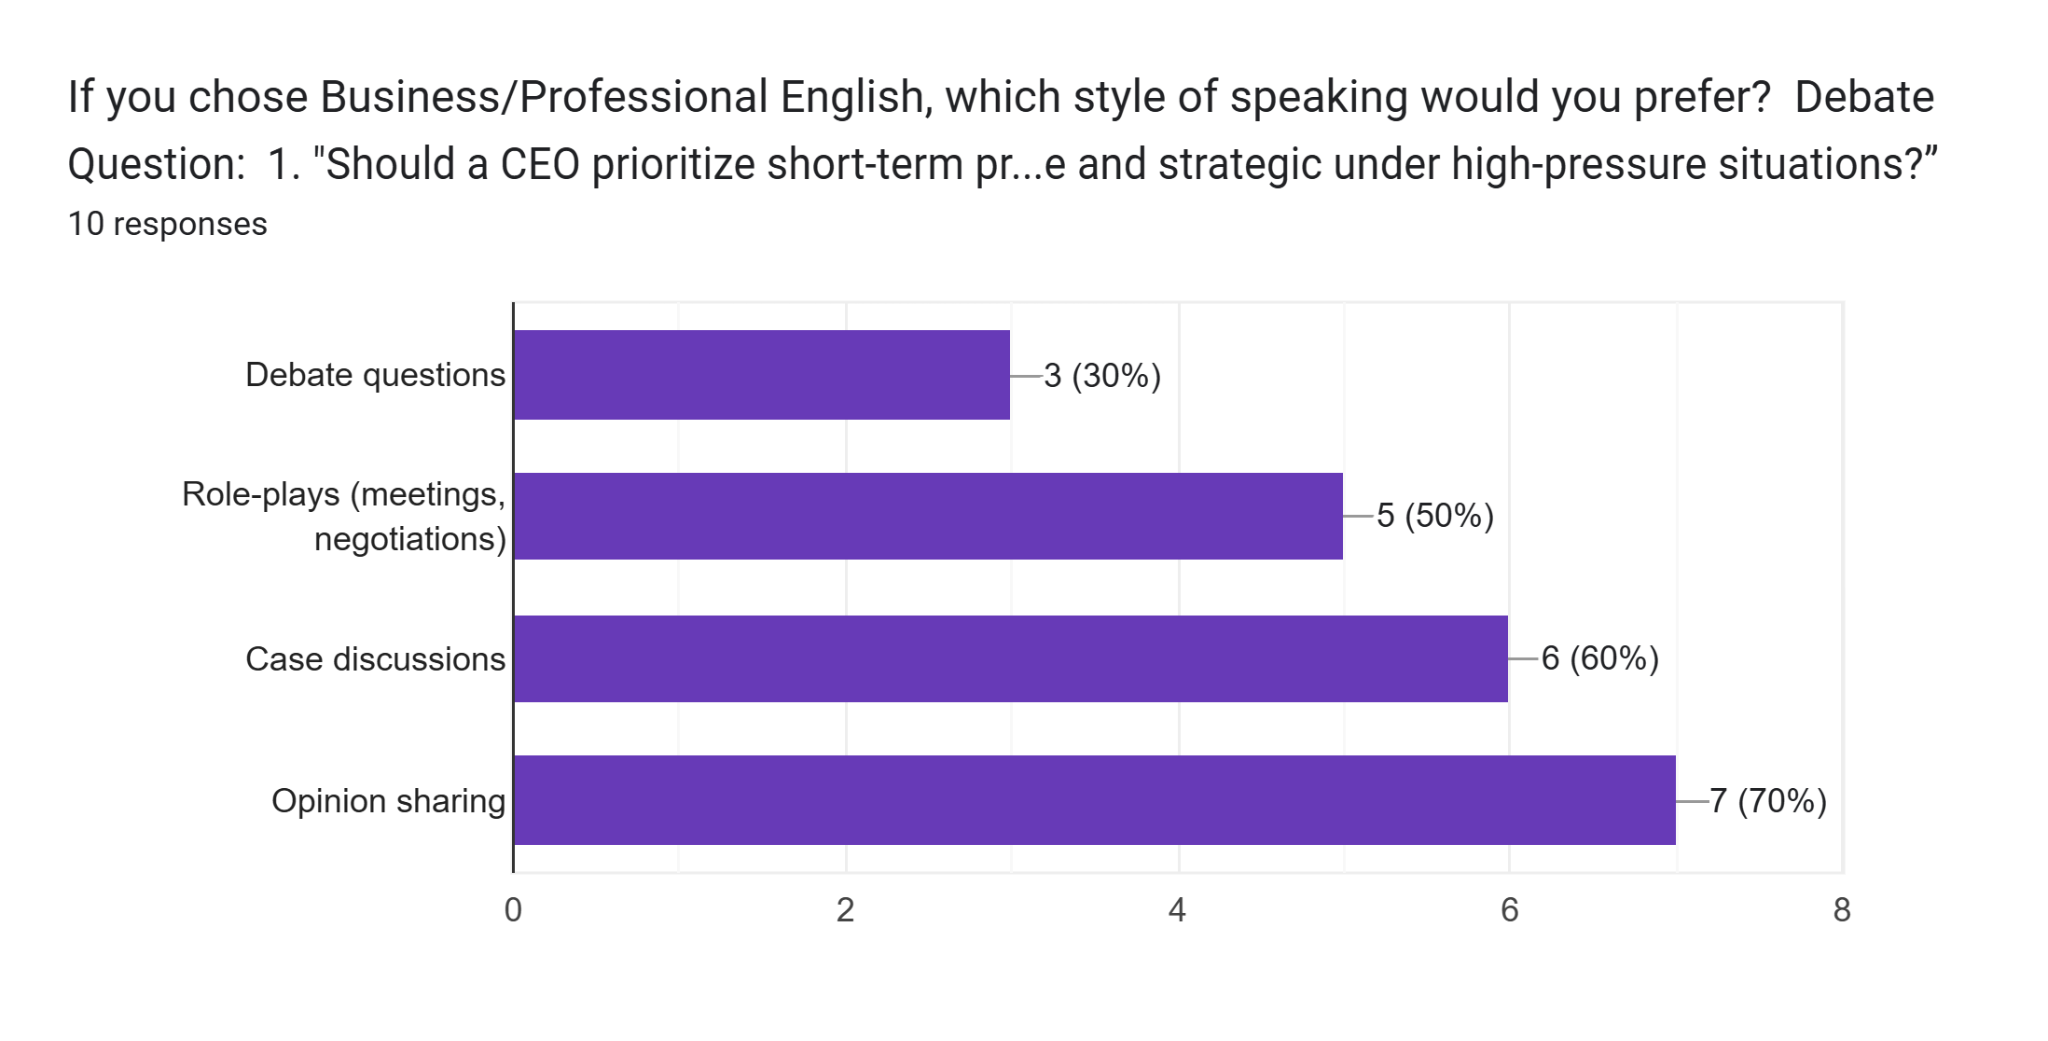 If you chose Business/Professional English, which style of speaking would you prefer?  Debate
Question:  1. "Should a CEO prioritize short-term pr...e and strategic under high-pressure situations?”
10 responses
Debate questions
3 (30%)
Role-plays (meetings,
negotiations)
5 (50%)
Case discussions
6 (60%)
Opinion sharing
7 (70%)
0 2 4 6 8